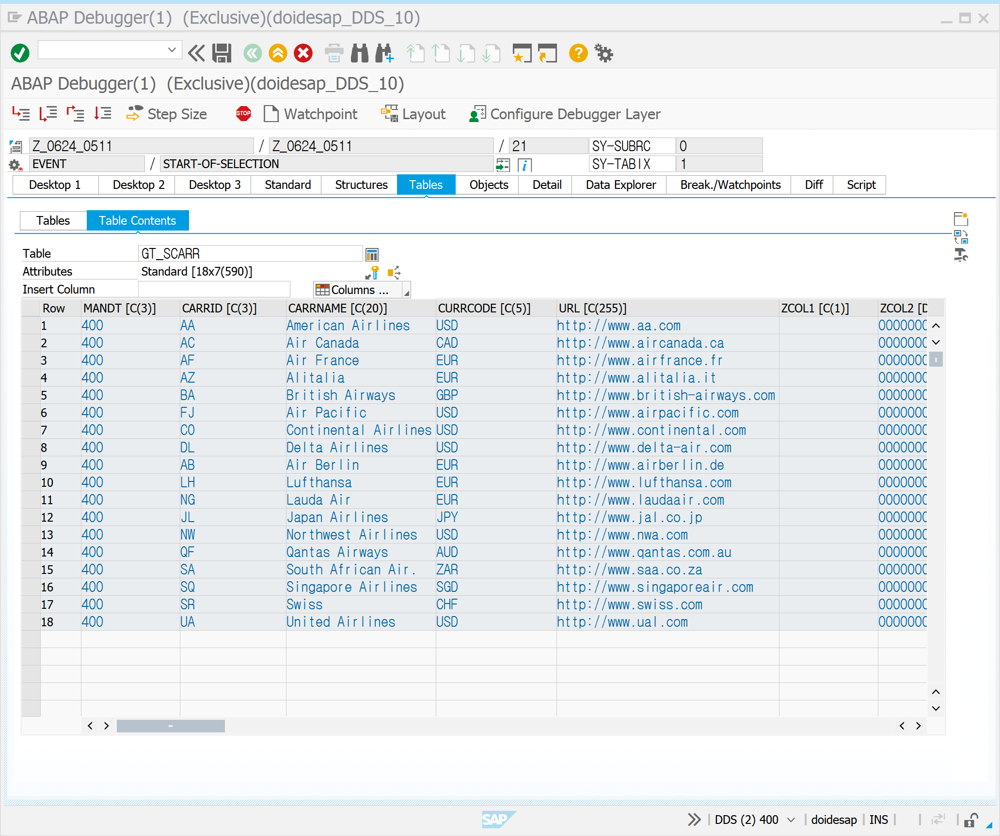 ABAP Debugger(1) (Exclusive)(doidesap_DDS_10)
ABAP Debugger(1) (Exclusive)(doidesap_DDS_10)
Step Size STOP Watchpoint Layout Configure Debugger Layer
Z_0624_0511 / Z_0624_0511 / 21 SY-SUBRC 0
EVENT / START-OF-SELECTION SY-TABIX 1
Desktop 1 Desktop 2 Desktop 3 Standard Structures Tables Objects Detail Data Explorer Break./Watchpoints Diff Script
Tables Table Contents
Table GT_SCARR
Attributes Standard [18x7(590)]
Insert Column Columns ...
Row MANDT [C(3)] CARRID [C(3)] CARRNAME [C(20)] CURRCODE [C(5)] URL [C(255)] ZCOL1 [C(1)] ZCOL2 [D
1 400 AA American Airlines USD http://www.aa.com 0000000
2 400 AC Air Canada CAD http://www.aircanada.ca 0000000
3 400 AF Air France EUR http://www.airfrance.fr 0000000
4 400 AZ Alitalia EUR http://www.alitalia.it 0000000
5 400 BA British Airways GBP http://www.british-airways.com 0000000
6 400 FJ Air Pacific USD http://www.airpacific.com 0000000
7 400 CO Continental Airlines USD http://www.continental.com 0000000
8 400 DL Delta Airlines USD http://www.delta-air.com 0000000
9 400 AB Air Berlin EUR http://www.airberlin.de 0000000
10 400 LH Lufthansa EUR http://www.lufthansa.com 0000000
11 400 NG Lauda Air EUR http://www.laudaair.com 0000000
12 400 JL Japan Airlines JPY http://www.jal.co.jp 0000000
13 400 NW Northwest Airlines USD http://www.nwa.com 0000000
14 400 QF Qantas Airways AUD http://www.qantas.com.au 0000000
15 400 SA South African Air. ZAR http://www.saa.co.za 0000000
16 400 SQ Singapore Airlines SGD http://www.singaporeair.com 0000000
17 400 SR Swiss CHF http://www.swiss.com 0000000
18 400 UA United Airlines USD http://www.ual.com 0000000
SAP DDS (2) 400 doidesap INS